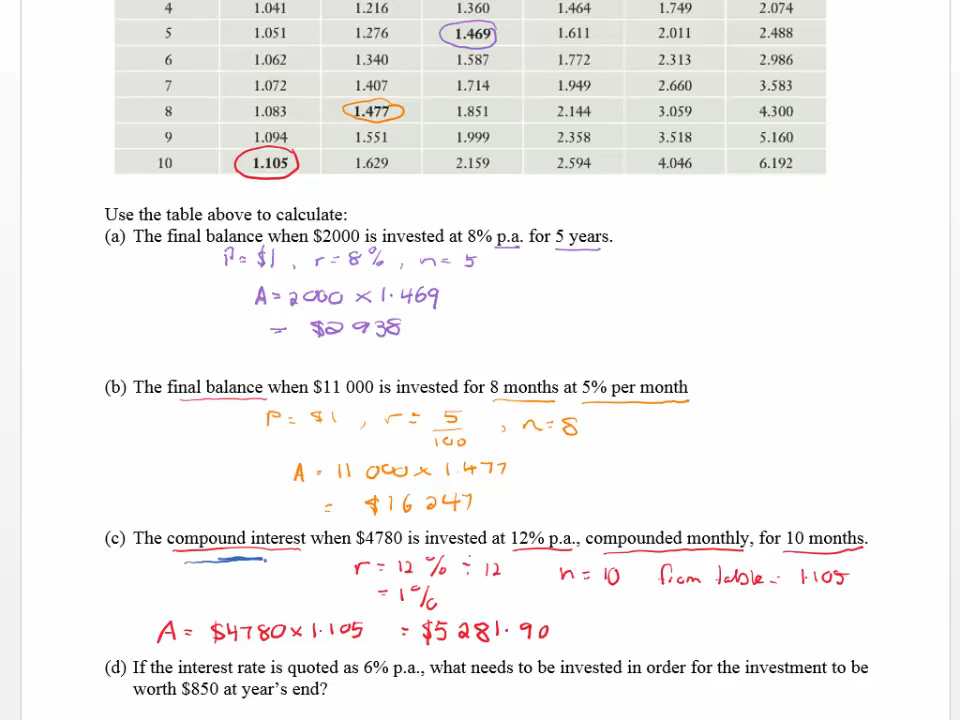 4 1.041 1.216 1.360 1.464 1.749 2.074
5 1.051 1.276 1.469 1.611 2.011 2.488
6 1.062 1.340 1.587 1.772 2.313 2.986
7 1.072 1.407 1.714 1.949 2.660 3.583
8 1.083 1.477 1.851 2.144 3.059 4.300
9 1.094 1.551 1.999 2.358 3.518 5.160
10 1.105 1.629 2.159 2.594 4.046 6.192
Use the table above to calculate:
(a) The final balance when $2000 is invested at 8% p.a. for 5 years.
P = $1 , r = 8% , n = 5
A = 2000 × 1.469
= $2938
(b) The final balance when $11 000 is invested for 8 months at 5% per month
P = $1 , r = 5/100 , n = 8
A = 11 000 × 1.477
= $16 247
(c) The compound interest when $4780 is invested at 12% p.a., compounded monthly, for 10 months.
r = 12 % ÷ 12 n = 10 from table = 1.105
= 1%
A = $4780 × 1.105 = $5 281.90
(d) If the interest rate is quoted as 6% p.a., what needs to be invested in order for the investment to be
worth $850 at year’s end?